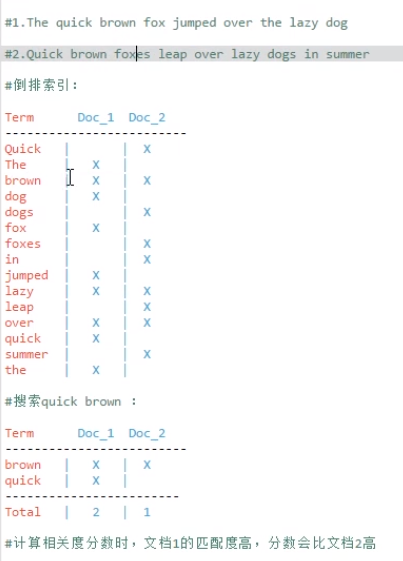 #1.The quick brown fox jumped over the lazy dog
#2.Quick brown foxes leap over lazy dogs in summer
#倒排索引:
Term Doc_1 Doc_2
-------------------------
Quick | | X
The | X |
brown | X | X
dog | X |
dogs | | X
fox | X |
foxes | | X
in | | X
jumped | X |
lazy | X | X
leap | | X
over | X | X
quick | X |
summer | | X
the | X |
#搜索quick brown :
Term Doc_1 Doc_2
-------------------------
brown | X | X
quick | X |
------------------------
Total | 2 | 1
#计算相关度分数时，文档1的匹配度高，分数会比文档2高